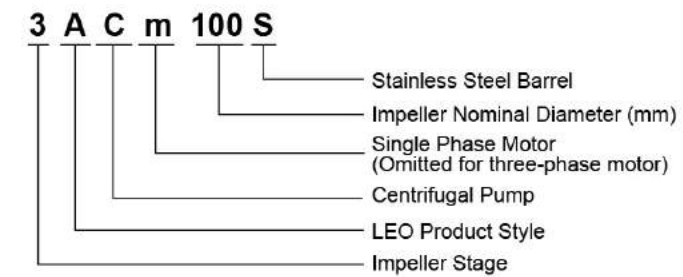 3 A C m 100 S
Stainless Steel Barrel
Impeller Nominal Diameter (mm)
Single Phase Motor
(Omitted for three-phase motor)
Centrifugal Pump
LEO Product Style
Impeller Stage